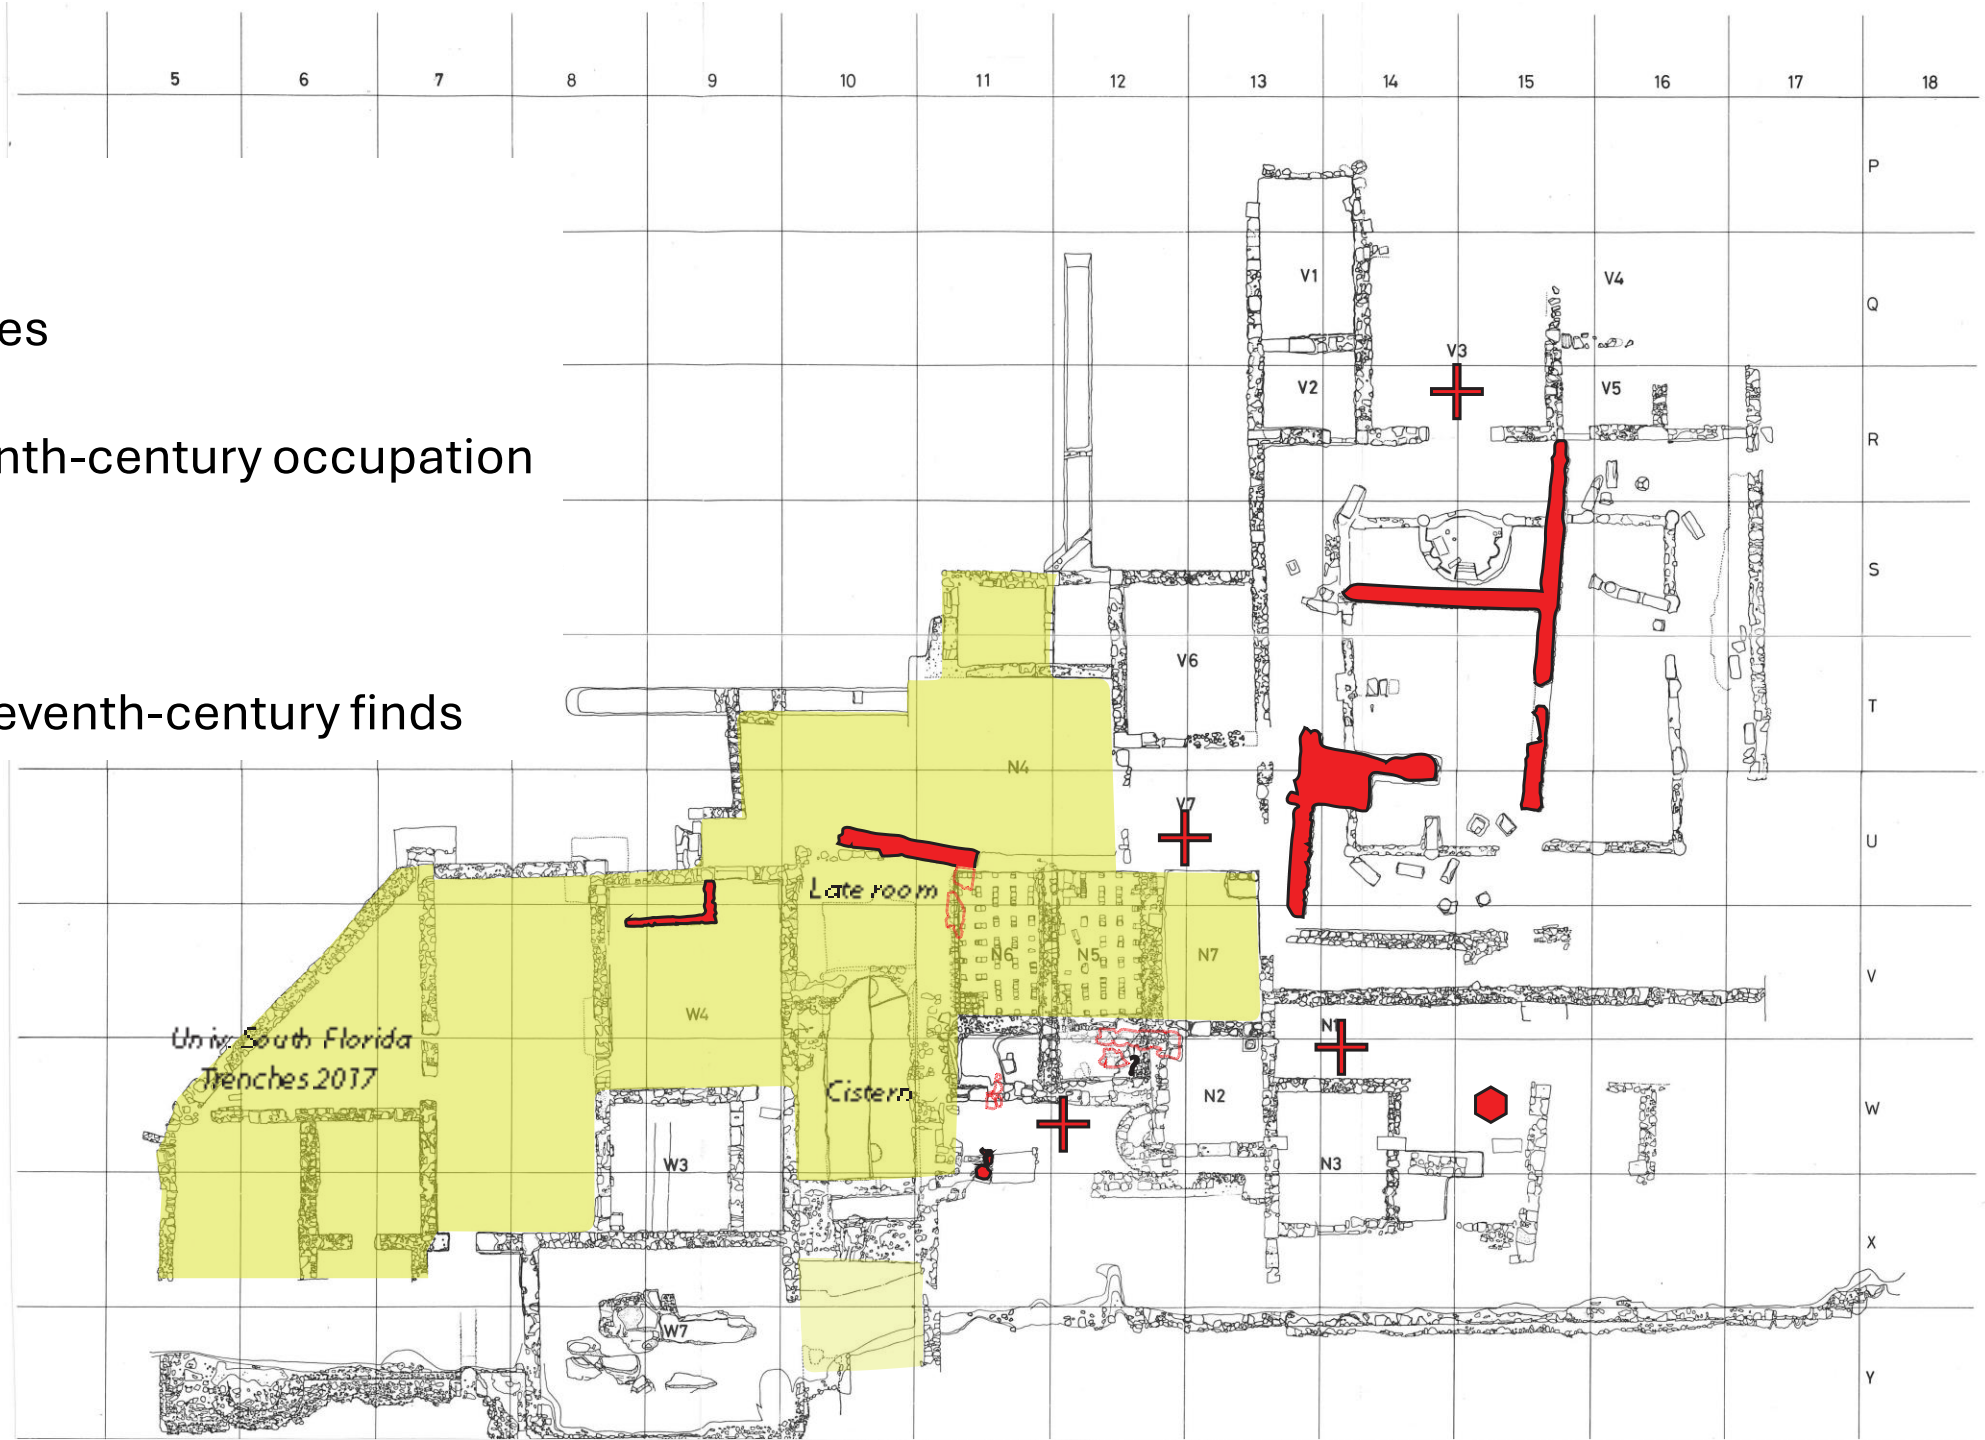 5 6 7 8 9 10 11 12 13 14 15 16 17 18
P
V1
V4
Q
es
V3
V2
V5
R
nth-century occupation
S
V6
eventh-century finds
T
N4
V7
U
Late room
N6
N5
N7
V
W4
Univ. South Florida
Trenches 2017
N1
?
Cistern
N2
W
W3
N3
X
W7
Y